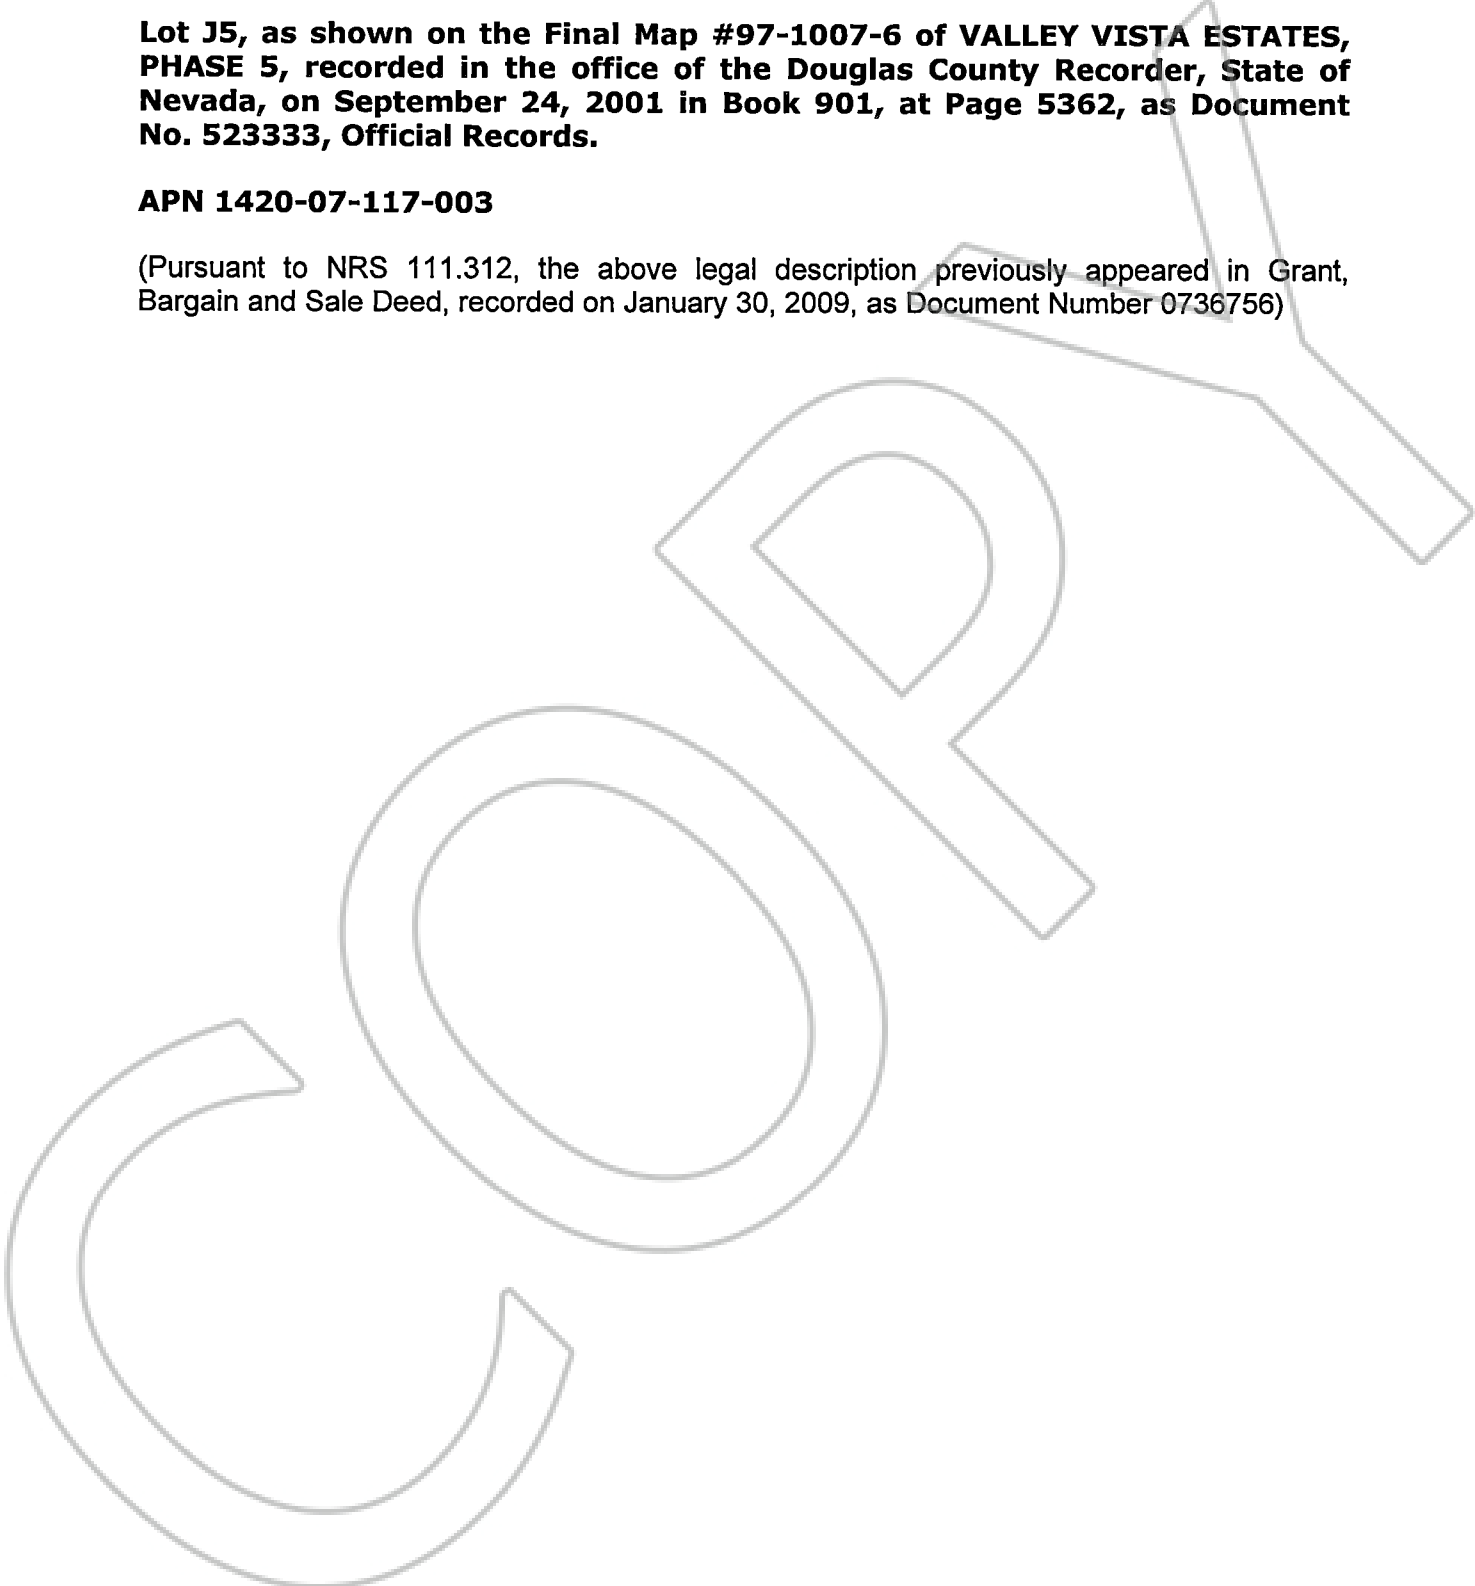 Lot J5, as shown on the Final Map #97-1007-6 of VALLEY VISTA ESTATES,
PHASE 5, recorded in the office of the Douglas County Recorder, State of
Nevada, on September 24, 2001 in Book 901, at Page 5362, as Document
No. 523333, Official Records.
APN 1420-07-117-003
(Pursuant to NRS 111.312, the above legal description previously appeared in Grant,
Bargain and Sale Deed, recorded on January 30, 2009, as Document Number 0736756)
COPY